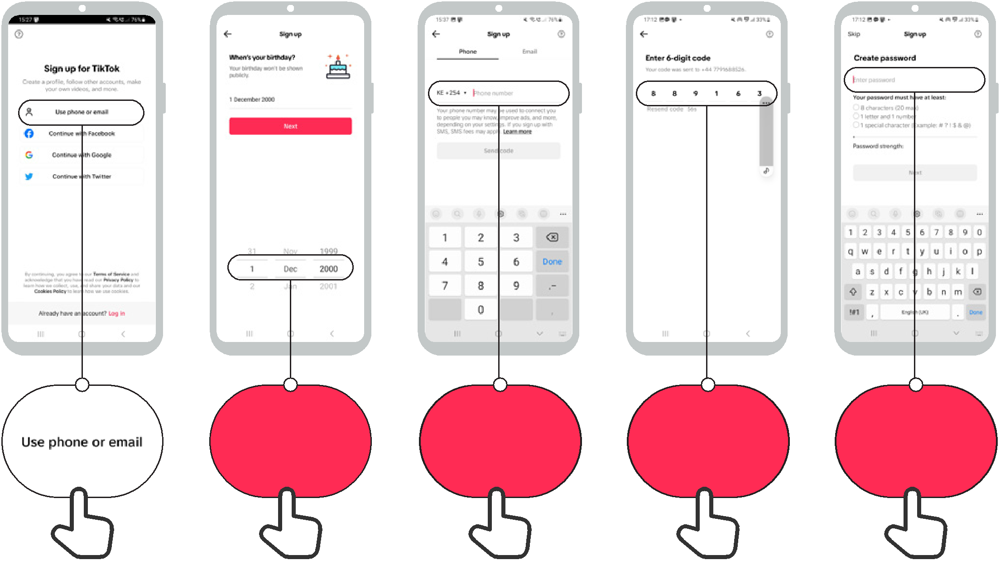 15:27
76%
Sign up for TikTok
Create a profile, follow other accounts, make
your own videos, and more.
Use phone or email
Continue with Facebook
Continue with Google
Continue with Twitter
By continuing, you agree to our Terms of Service and
acknowledge that you have read our Privacy Policy to
learn how we collect, use, and share your data and our
Cookies Policy to learn how we use cookies.
Already have an account? Log in
Use phone or email
Sign up
When's your birthday?
Your birthday won't be shown
publicly.
1 December 2000
Next
31 Nov 1999
1 Dec 2000
2 Jan 2001
15:37
76%
Sign up
Phone Email
KE +254 Phone number
Your phone number may be used to connect you
to people you may know, improve ads, and more,
depending on your settings. If you sign up with
SMS, SMS fees may apply. Learn more
Send code
1 2 3
4 5 6 Done
7 8 9 .-
0 ,
17:12
33%
Enter 6-digit code
Your code was sent to +44 7791688526.
8 8 9 1 6 3
Resend code 56s
17:12
33%
Skip Sign up
Create password
Enter password
Your password must have at least:
8 characters (20 max)
1 letter and 1 number
1 special character (Example: # ? ! $ & @)
Password strength:
Next
1 2 3 4 5 6 7 8 9 0
q w e r t y u i o p
a s d f g h j k l
z x c v b n m
!#1 , English (UK) . Done